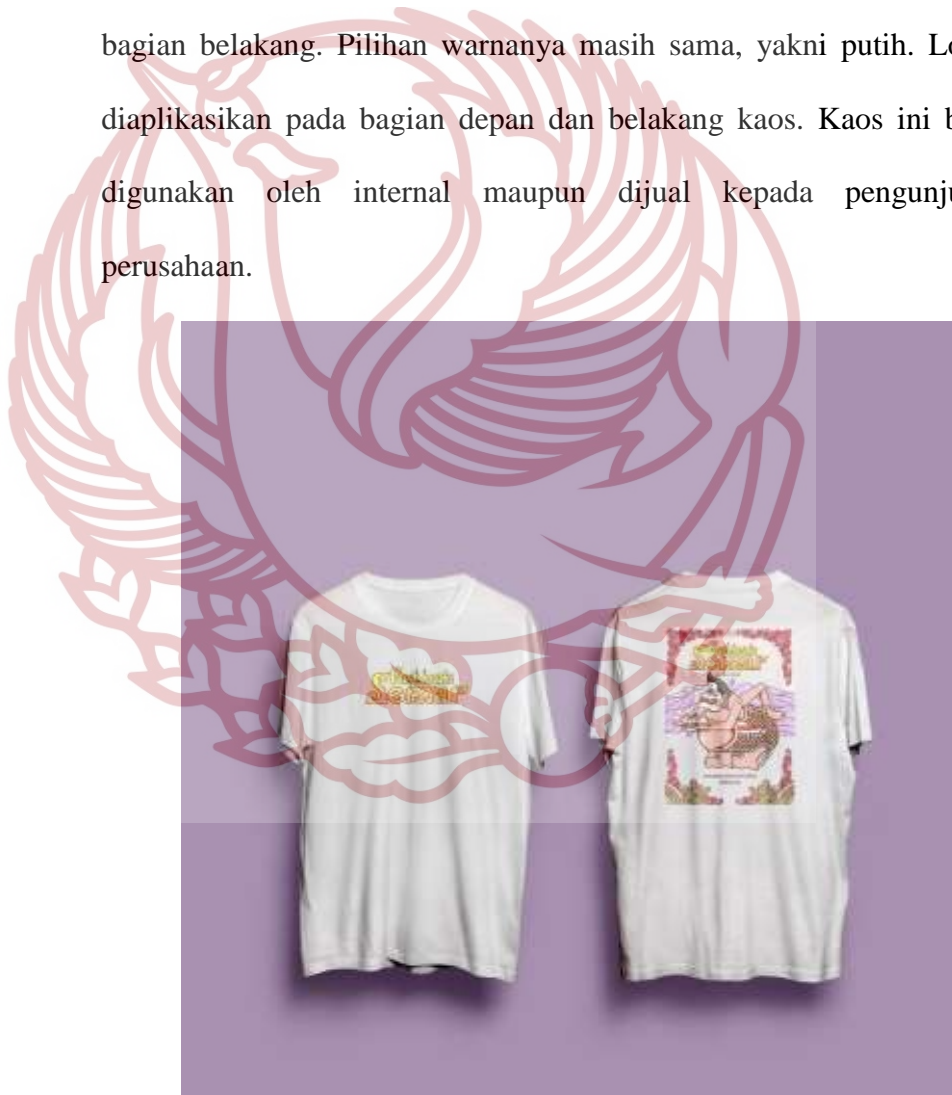 bagian belakang. Pilihan warnanya masih sama, yakni putih. Lo
diaplikasikan pada bagian depan dan belakang kaos. Kaos ini b
digunakan oleh internal maupun dijual kepada pengunju
perusahaan.